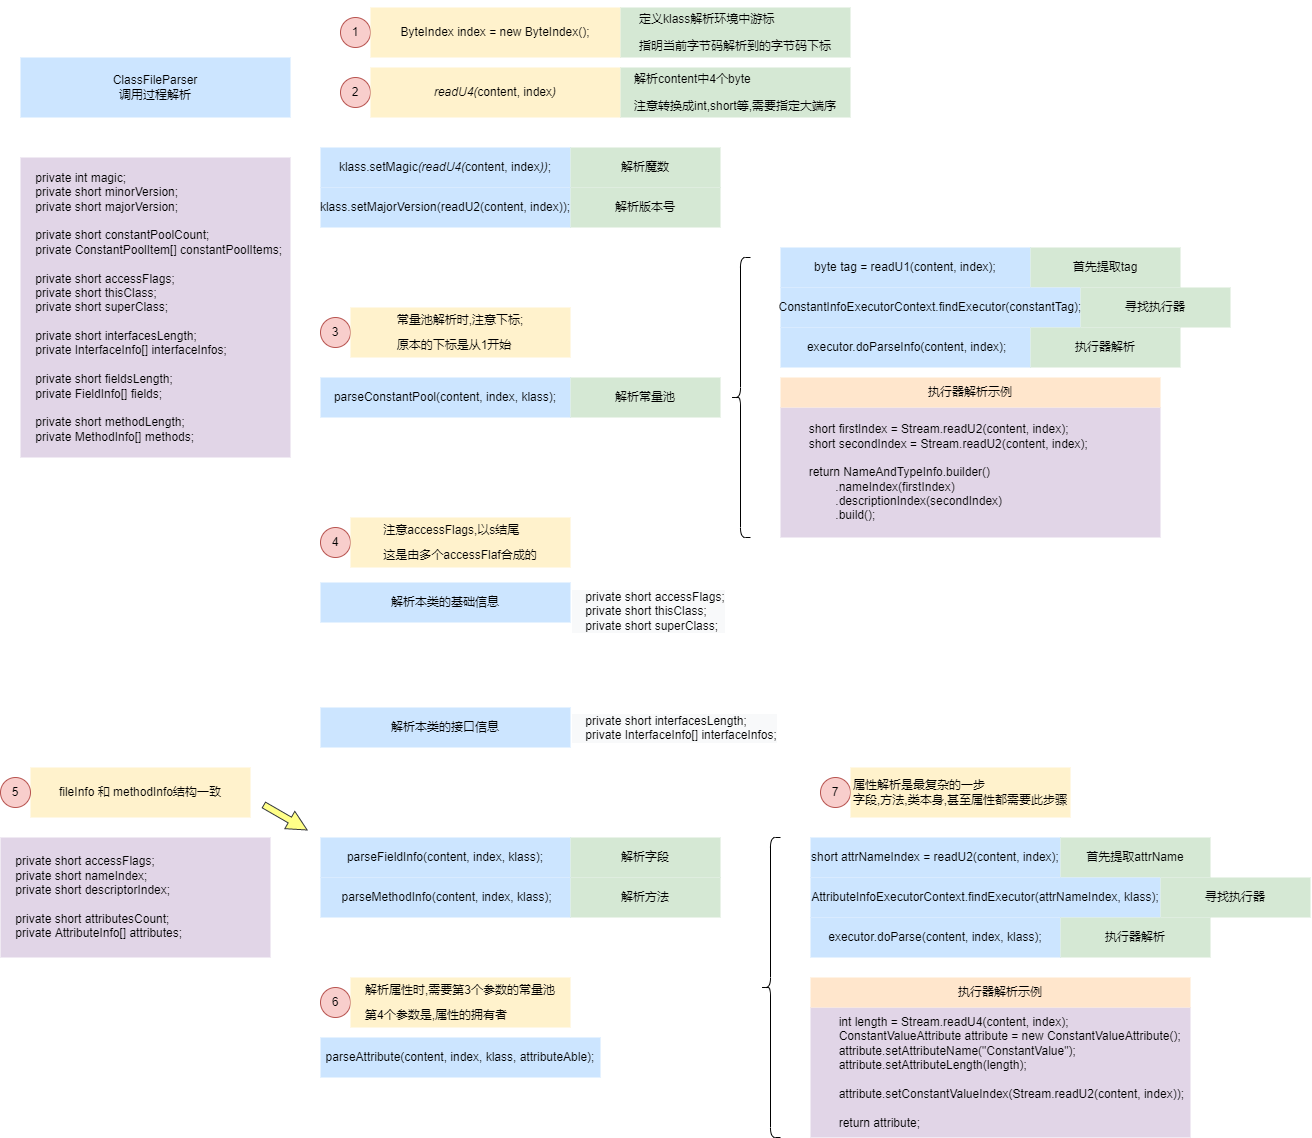 1
ByteIndex index = new ByteIndex();
定义klass解析环境中游标
指明当前字节码解析到的字节码下标
ClassFileParser
调用过程解析
2
readU4(content, index)
解析content中4个byte
注意转换成int,short等,需要指定大端序
private int magic;
private short minorVersion;
private short majorVersion;
private short constantPoolCount;
private ConstantPoolItem[] constantPoolItems;
private short accessFlags;
private short thisClass;
private short superClass;
private short interfacesLength;
private InterfaceInfo[] interfaceInfos;
private short fieldsLength;
private FieldInfo[] fields;
private short methodLength;
private MethodInfo[] methods;
klass.setMagic(readU4(content, index));
解析魔数
klass.setMajorVersion(readU2(content, index));
解析版本号
3
常量池解析时,注意下标;
原本的下标是从1开始
parseConstantPool(content, index, klass);
解析常量池
byte tag = readU1(content, index);
首先提取tag
ConstantInfoExecutorContext.findExecutor(constantTag);
寻找执行器
executor.doParseInfo(content, index);
执行器解析
执行器解析示例
short firstIndex = Stream.readU2(content, index);
short secondIndex = Stream.readU2(content, index);
return NameAndTypeInfo.builder()
.nameIndex(firstIndex)
.descriptionIndex(secondIndex)
.build();
4
注意accessFlags,以s结尾
这是由多个accessFlaf合成的
解析本类的基础信息
private short accessFlags;
private short thisClass;
private short superClass;
解析本类的接口信息
private short interfacesLength;
private InterfaceInfo[] interfaceInfos;
5
fileInfo 和 methodInfo结构一致
private short accessFlags;
private short nameIndex;
private short descriptorIndex;
private short attributesCount;
private AttributeInfo[] attributes;
parseFieldInfo(content, index, klass);
解析字段
parseMethodInfo(content, index, klass);
解析方法
6
解析属性时,需要第3个参数的常量池
第4个参数是,属性的拥有者
parseAttribute(content, index, klass, attributeAble);
7
属性解析是最复杂的一步
字段,方法,类本身,甚至属性都需要此步骤
short attrNameIndex = readU2(content, index);
首先提取attrName
AttributeInfoExecutorContext.findExecutor(attrNameIndex, klass);
寻找执行器
executor.doParse(content, index, klass);
执行器解析
执行器解析示例
int length = Stream.readU4(content, index);
ConstantValueAttribute attribute = new ConstantValueAttribute();
attribute.setAttributeName("ConstantValue");
attribute.setAttributeLength(length);
attribute.setConstantValueIndex(Stream.readU2(content, index));
return attribute;